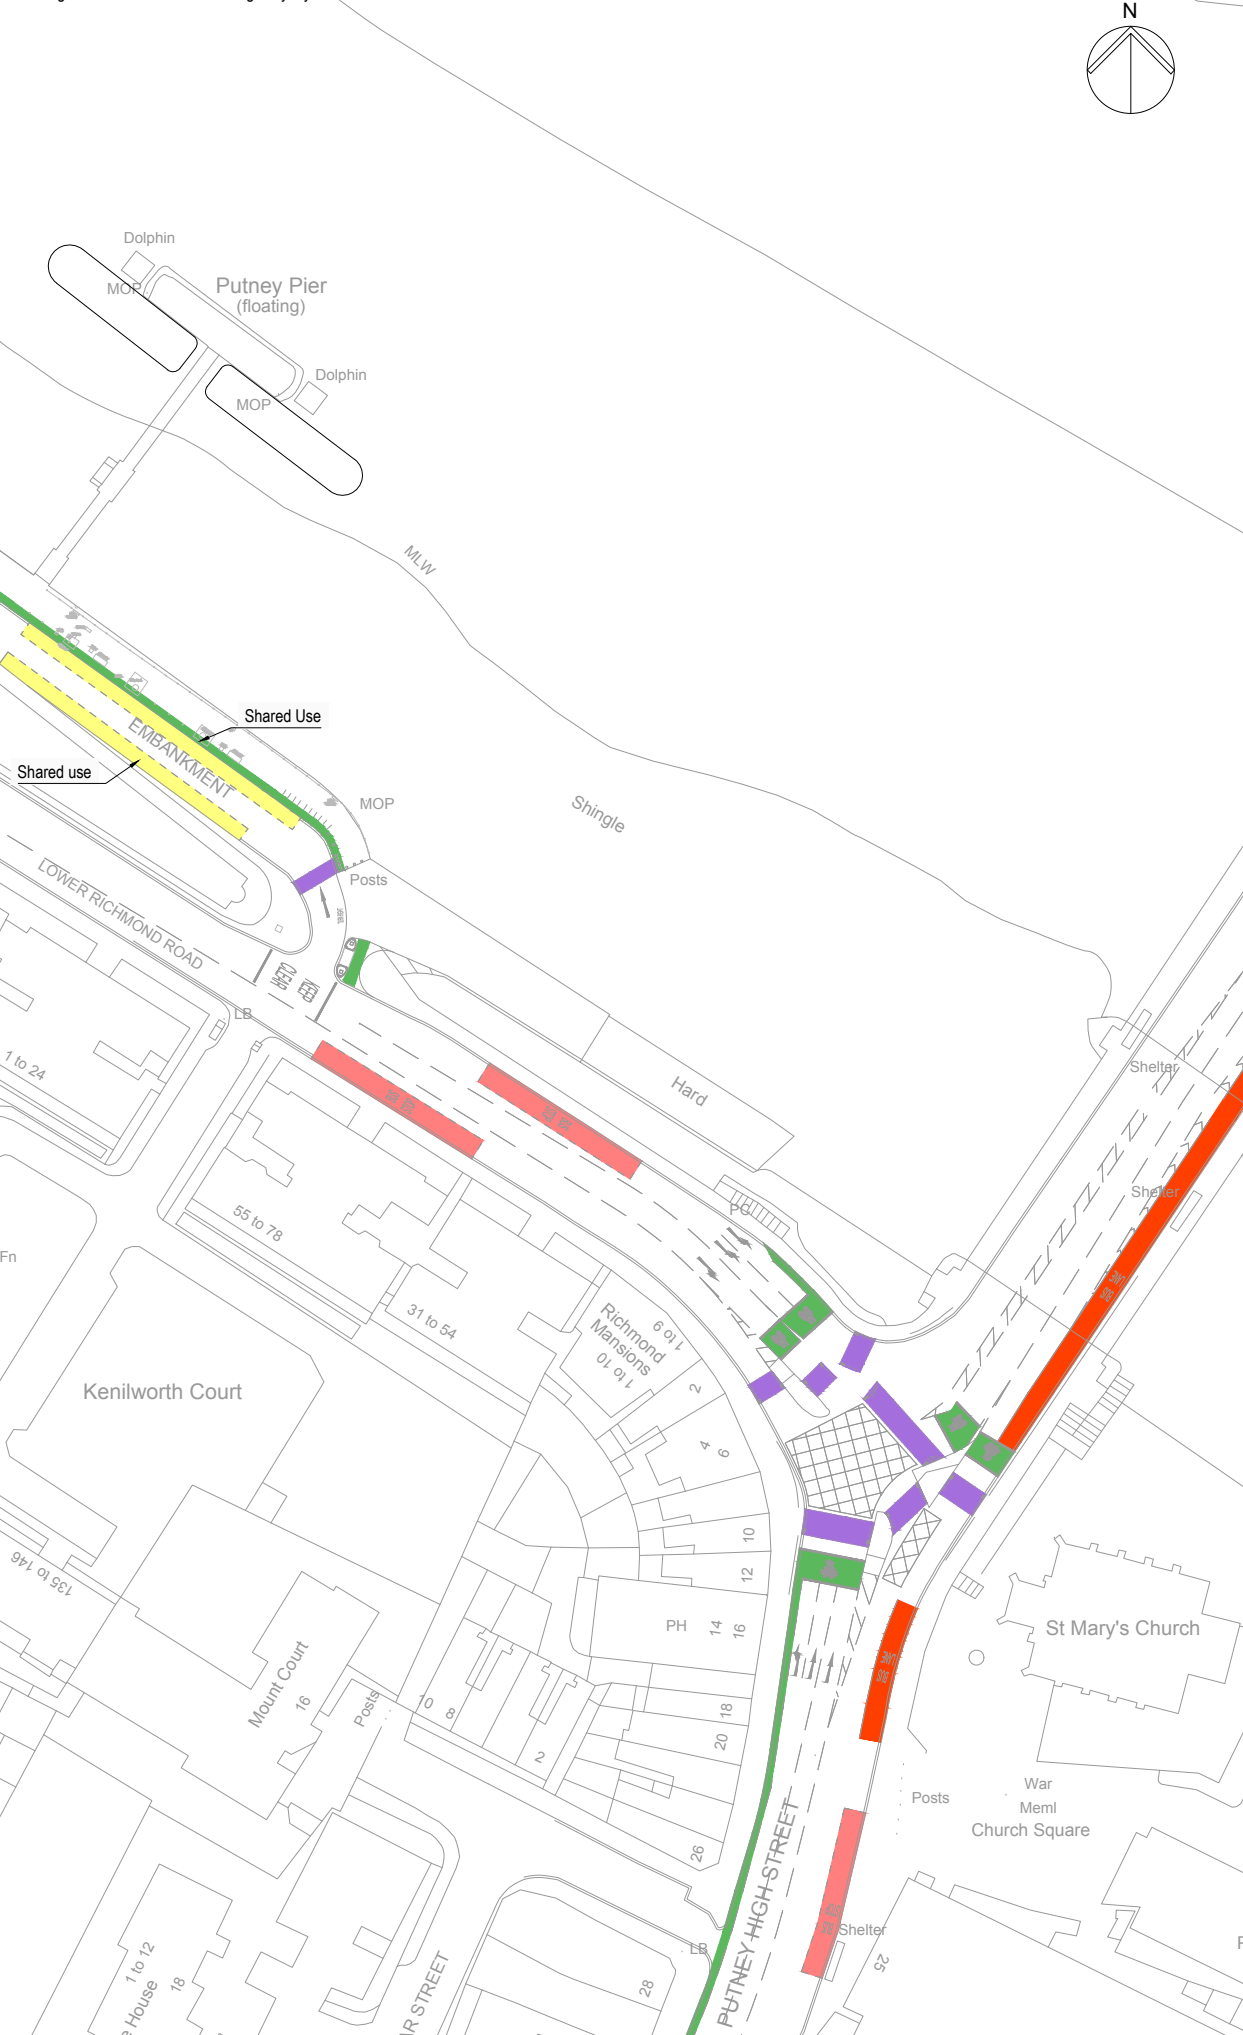 N
Dolphin
MOP
Putney Pier
(floating)
Dolphin
MOP
MLW
Shared Use
EMBANKMENT
Shared use
MOP
Shingle
Posts
LOWER RICHMOND ROAD
LB
1 to 24
Hard
Shelter
Shelter
PC
55 to 78
Fn
31 to 54
Richmond
Mansions
1 to 9
1 to 10
Kenilworth Court
2
4
6
10
12
135 to 146
PH
14
16
St Mary's Church
Mount Court
16
Posts
10
8
18
20
2
War
Meml
Church Square
Posts
26
PUTNEY HIGH STREET
Shelter
LB
25
28
1 to 12
18
e House
AR STREET